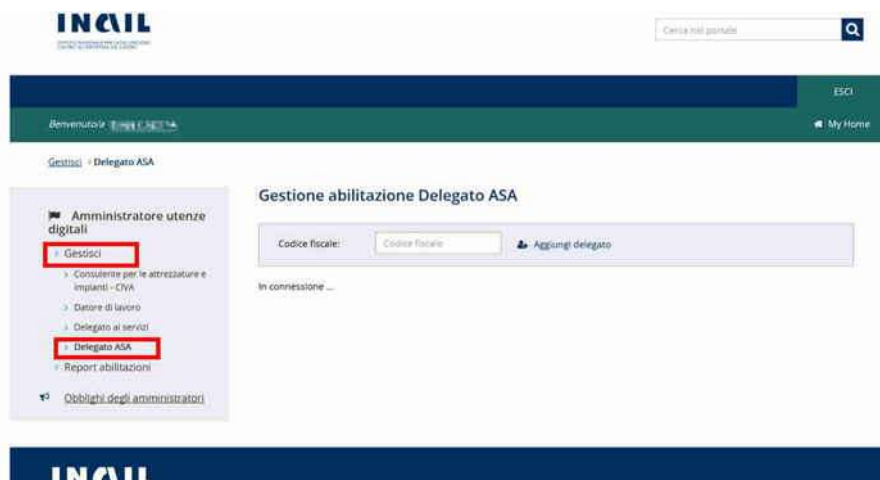 INAIL
Cerca nel portale
ESCI
Benvenuto/a
My Home
Gestisci › Delegato ASA
Amministratore utenze
digitali
Gestisci
Consulente per le attrezzature e
impianti - CIVA
Datore di lavoro
Delegato ai servizi
Delegato ASA
Report abilitazioni
Obblighi degli amministratori
Gestione abilitazione Delegato ASA
Codice fiscale: Codice fiscale Aggiungi delegato
In connessione ...
INAIL